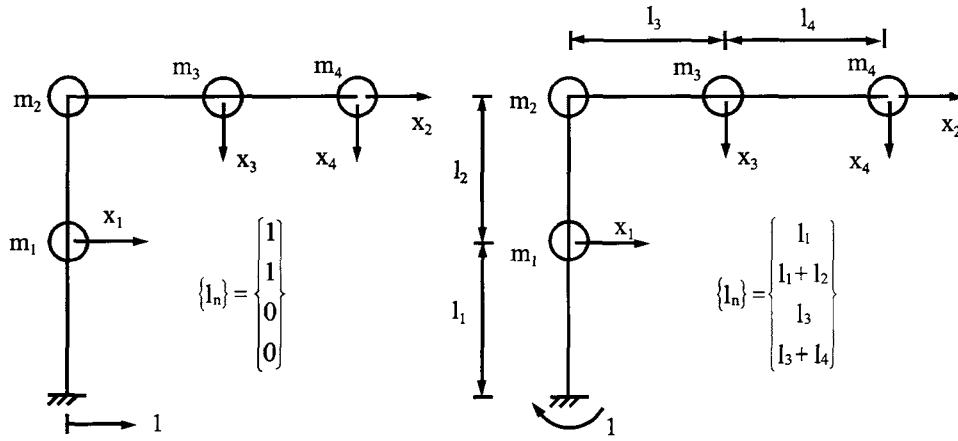 m₂ m₃ m₄
x₂
x₃ x₄
m₁ x₁
{lₙ} = {1 1 0 0}
1
l₃ l₄
m₂ m₃ m₄
x₂
x₃ x₄
l₂
m₁ x₁
l₁
{lₙ} = {l₁ l₁ + l₂ l₃ l₃ + l₄}
1